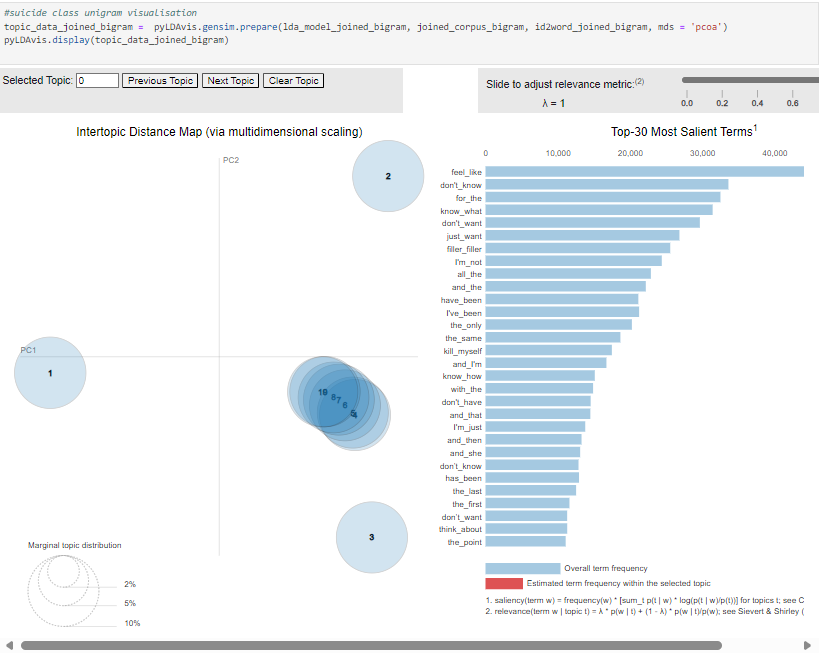 #suicide class unigram visualisation
topic_data_joined_bigram = pyLDAvis.gensim.prepare(lda_model_joined_bigram, joined_corpus_bigram, id2word_joined_bigram, mds = 'pcoa')
pyLDAvis.display(topic_data_joined_bigram)
Selected Topic: 0 Previous Topic Next Topic Clear Topic
Slide to adjust relevance metric:(2)
λ = 1
0.0 0.2 0.4 0.6
Intertopic Distance Map (via multidimensional scaling)
PC2
PC1
2
1
3
8
7
6
Marginal topic distribution
2%
5%
10%
Top-30 Most Salient Terms1
0 10,000 20,000 30,000 40,000
feel_like
don't_know
for_the
know_what
don't_want
just_want
filler_filler
I'm_not
all_the
and_the
have_been
I've_been
the_only
the_same
kill_myself
and_I'm
know_how
with_the
don't_have
and_that
I'm_just
and_then
and_she
don’t_know
has_been
the_last
the_first
don’t_want
think_about
the_point
Overall term frequency
Estimated term frequency within the selected topic
1. saliency(term w) = frequency(w) * [sum_t p(t | w) * log(p(t | w)/p(t))] for topics t; see C
2. relevance(term w | topic t) = λ * p(w | t) + (1 - λ) * p(w | t)/p(w); see Sievert & Shirley (